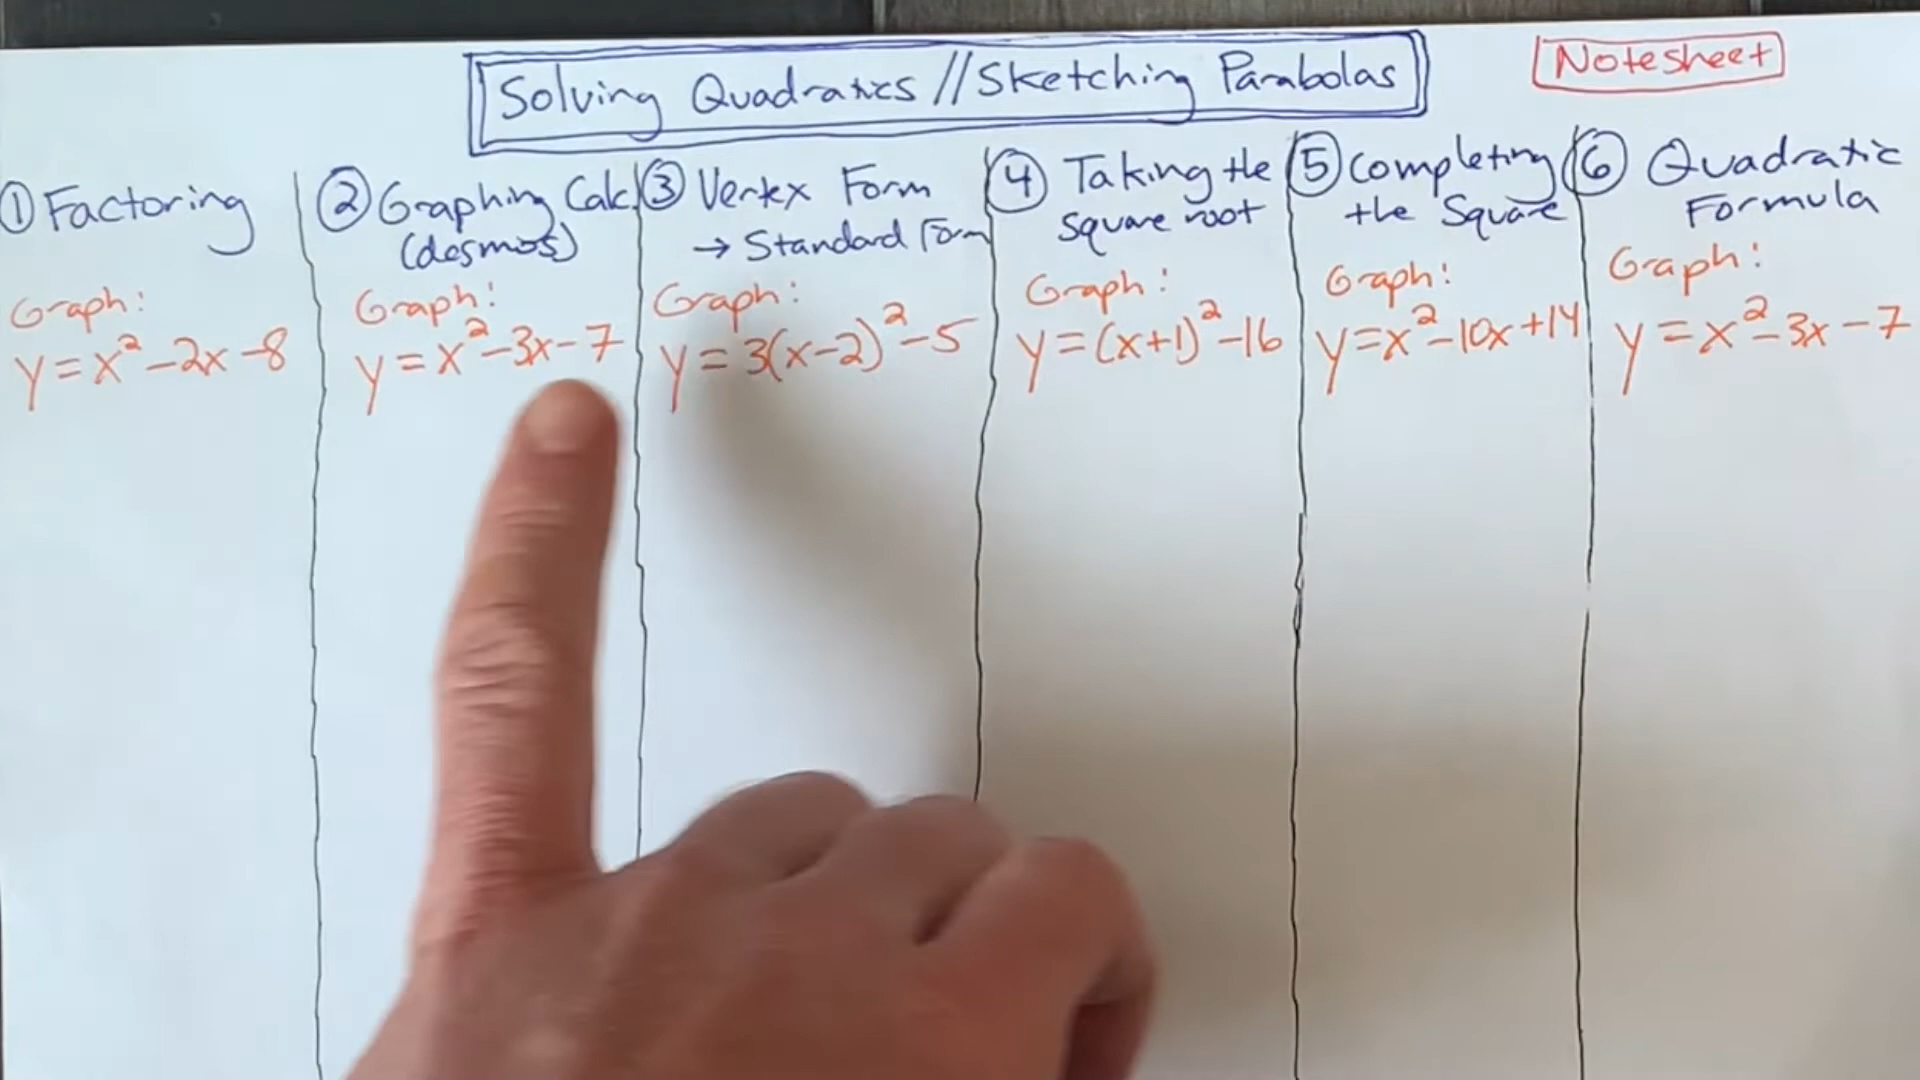 Solving Quadratics // Sketching Parabolas
Notesheet
① Factoring
Graph:
y = x² - 2x - 8
② Graphing Calc
(desmos)
Graph:
y = x² - 3x - 7
③ Vertex Form
→ Standard Form
Graph:
y = 3(x-2)² - 5
④ Taking the
square root
Graph:
y = (x+1)² - 16
⑤ Completing
the Square
Graph:
y = x² - 10x + 14
⑥ Quadratic
Formula
Graph:
y = x² - 3x - 7